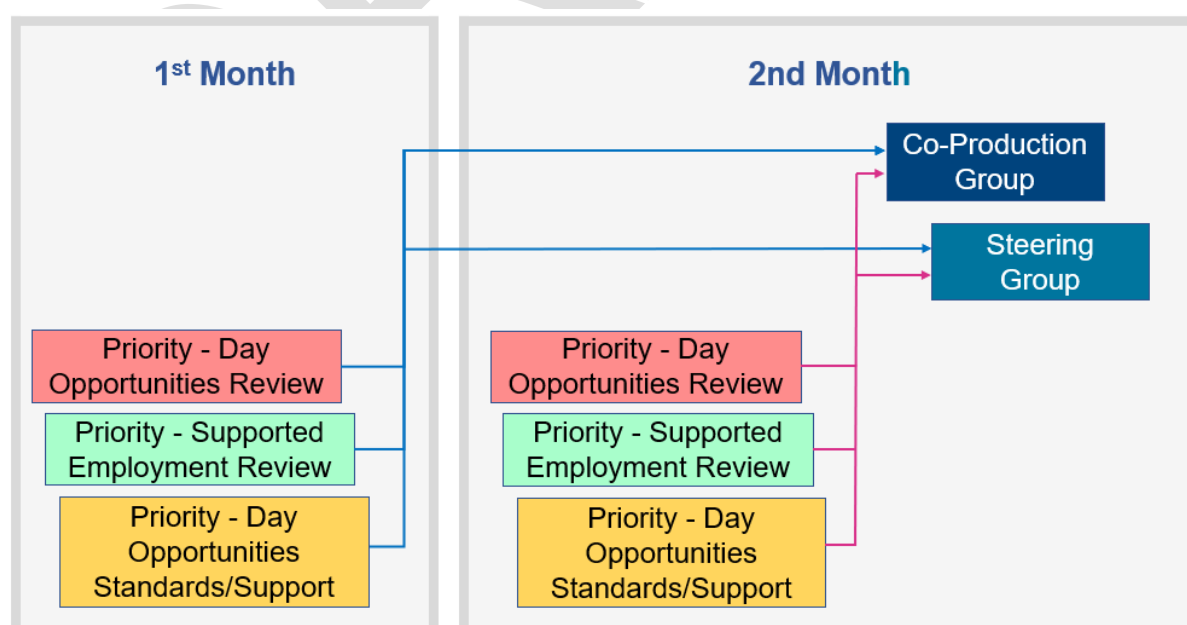 1st Month
Priority - Day
Opportunities Review
Priority - Supported
Employment Review
Priority - Day
Opportunities
Standards/Support
2nd Month
Co-Production
Group
Steering
Group
Priority - Day
Opportunities Review
Priority - Supported
Employment Review
Priority - Day
Opportunities
Standards/Support